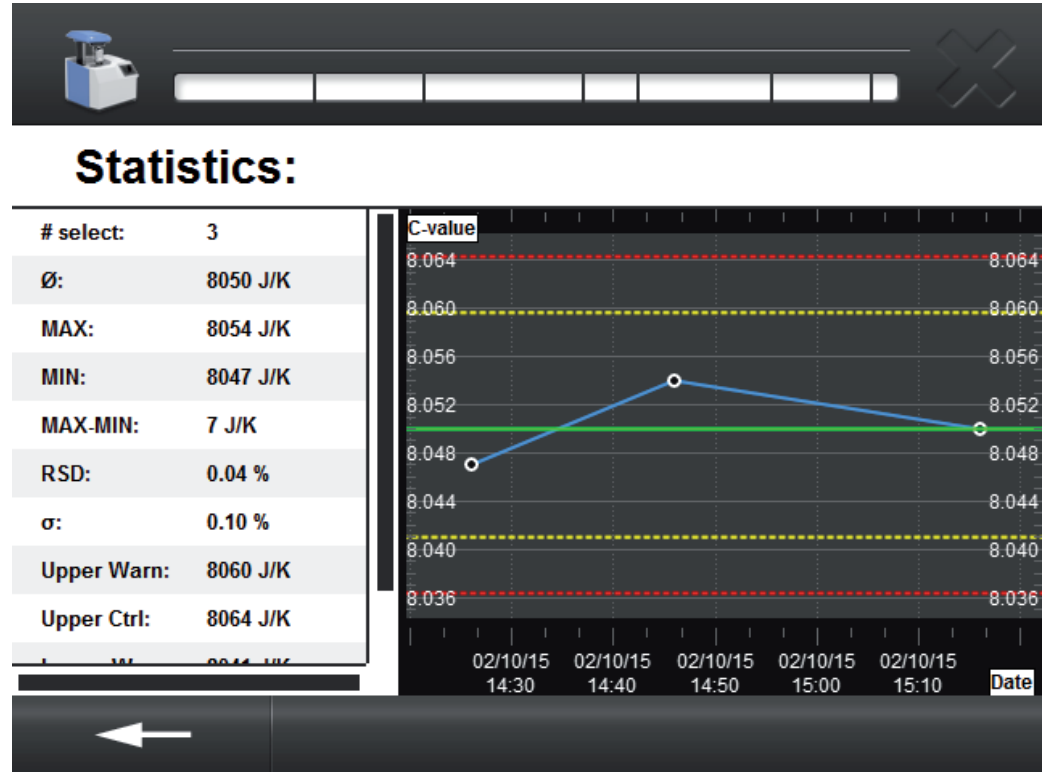 Statistics:
# select: 3
Ø: 8050 J/K
MAX: 8054 J/K
MIN: 8047 J/K
MAX-MIN: 7 J/K
RSD: 0.04 %
σ: 0.10 %
Upper Warn: 8060 J/K
Upper Ctrl: 8064 J/K
C-value
8.064 8.064
8.060 8.060
8.056 8.056
8.052 8.052
8.048 8.048
8.044 8.044
8.040 8.040
8.036 8.036
02/10/15 02/10/15 02/10/15 02/10/15 02/10/15
14:30 14:40 14:50 15:00 15:10 Date